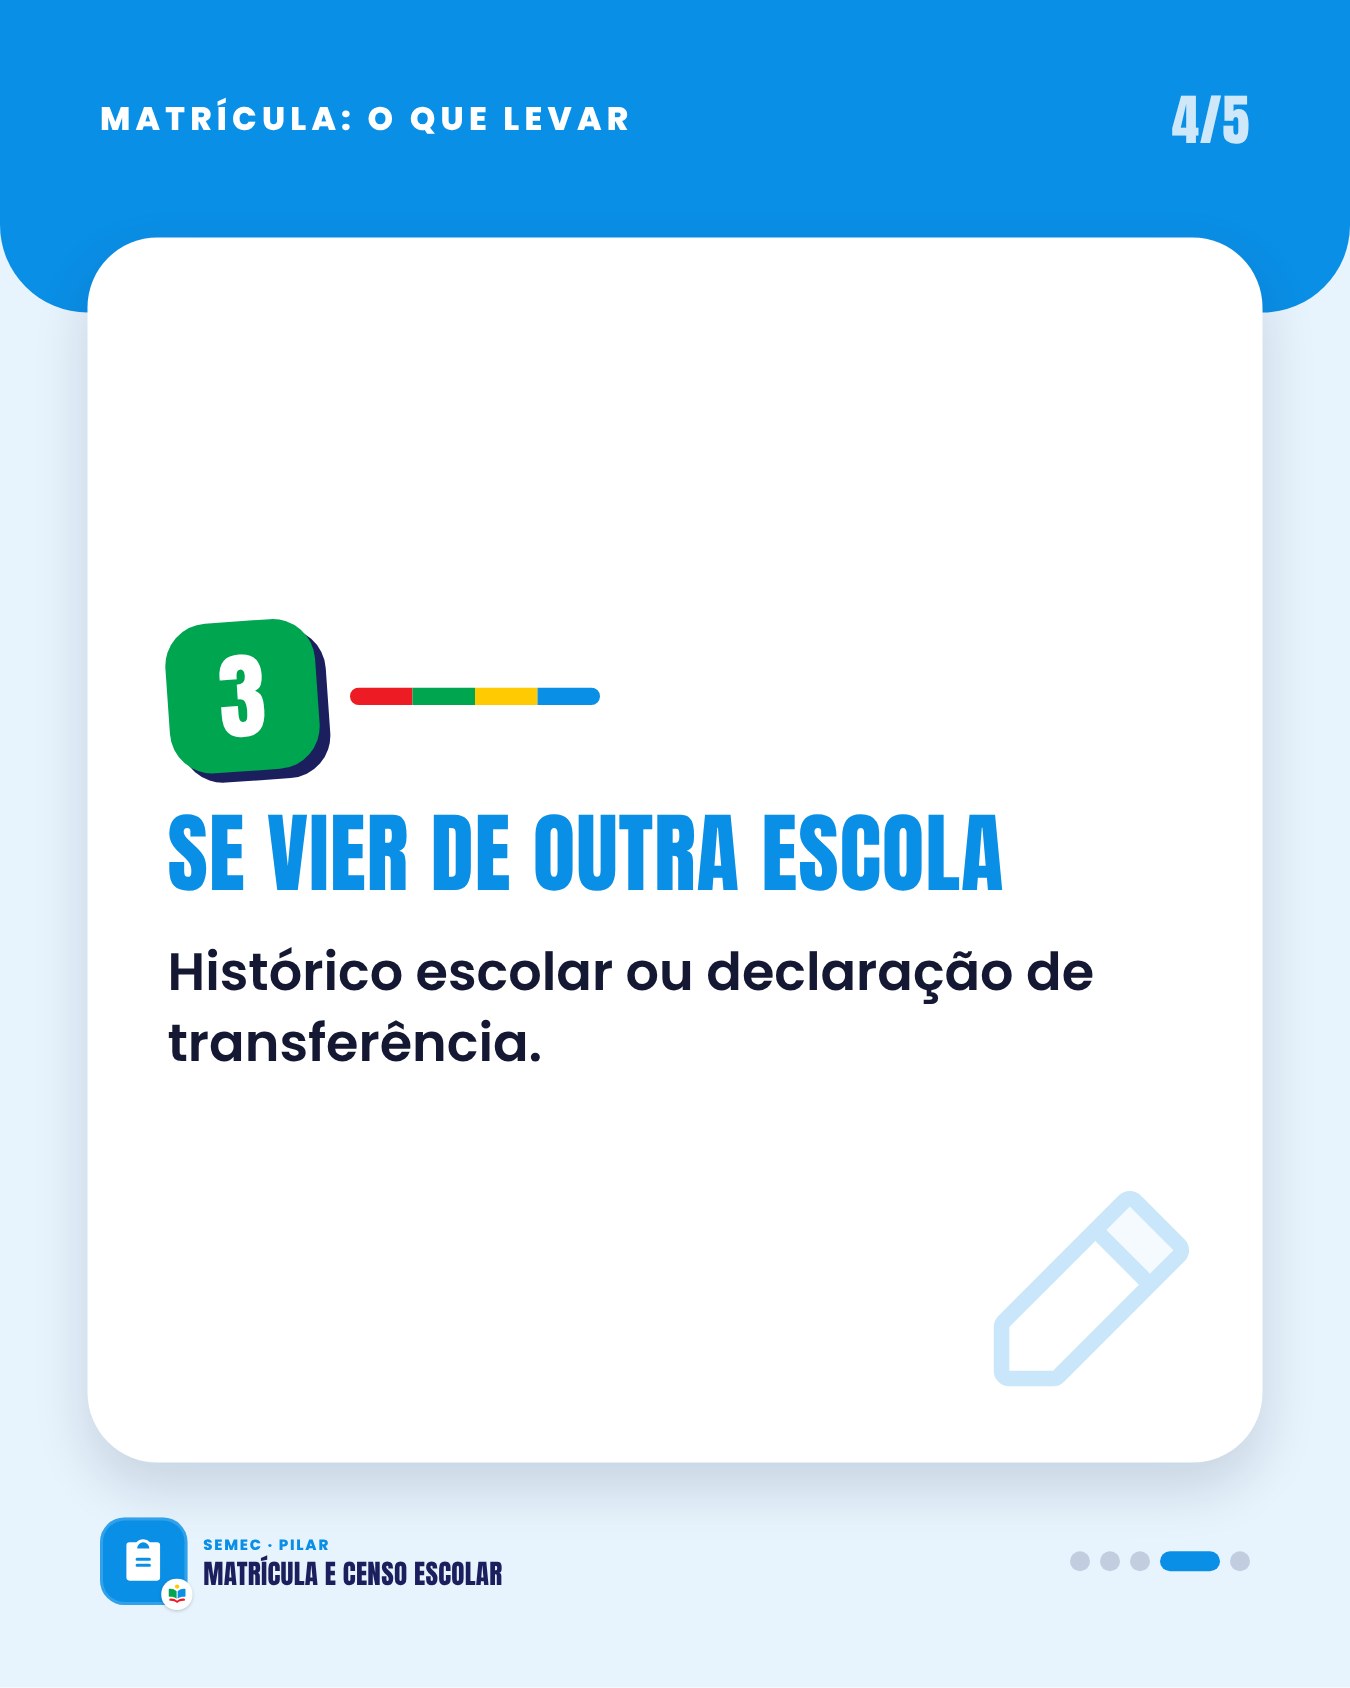 MATRÍCULA: O QUE LEVAR
4/5
3
SE VIER DE OUTRA ESCOLA
Histórico escolar ou declaração de
transferência.
SEMEC · PILAR
MATRÍCULA E CENSO ESCOLAR